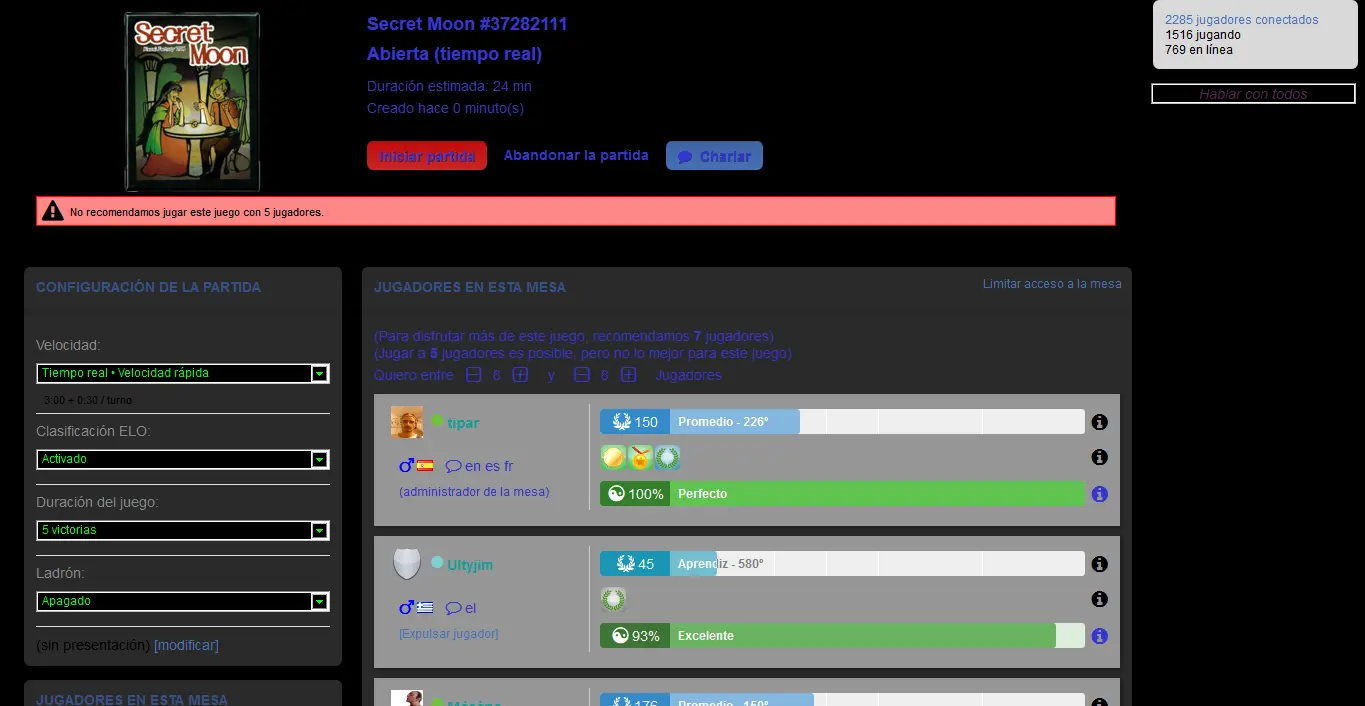 Secret Moon
Secret Moon #37282111
Abierta (tiempo real)
Duración estimada: 24 mn
Creado hace 0 minuto(s)
Iniciar partida
Abandonar la partida
Charlar
2285 jugadores conectados
1516 jugando
769 en línea
Hablar con todos
No recomendamos jugar este juego con 5 jugadores.
CONFIGURACIÓN DE LA PARTIDA
Velocidad:
Tiempo real • Velocidad rápida
3:00 + 0:30 / turno
Clasificación ELO:
Activado
Duración del juego:
5 victorias
Ladrón:
Apagado
(sin presentación) [modificar]
JUGADORES EN ESTA MESA
JUGADORES EN ESTA MESA
Limitar acceso a la mesa
(Para disfrutar más de este juego, recomendamos 7 jugadores)
(Jugar a 5 jugadores es posible, pero no lo mejor para este juego)
Quiero entre 6 y 8 Jugadores
tipar
150 Promedio - 226°
en es fr
(administrador de la mesa)
100% Perfecto
Ultyjim
45 Aprendiz - 580°
el
[Expulsar jugador]
93% Excelente
176 Promedio - 150°